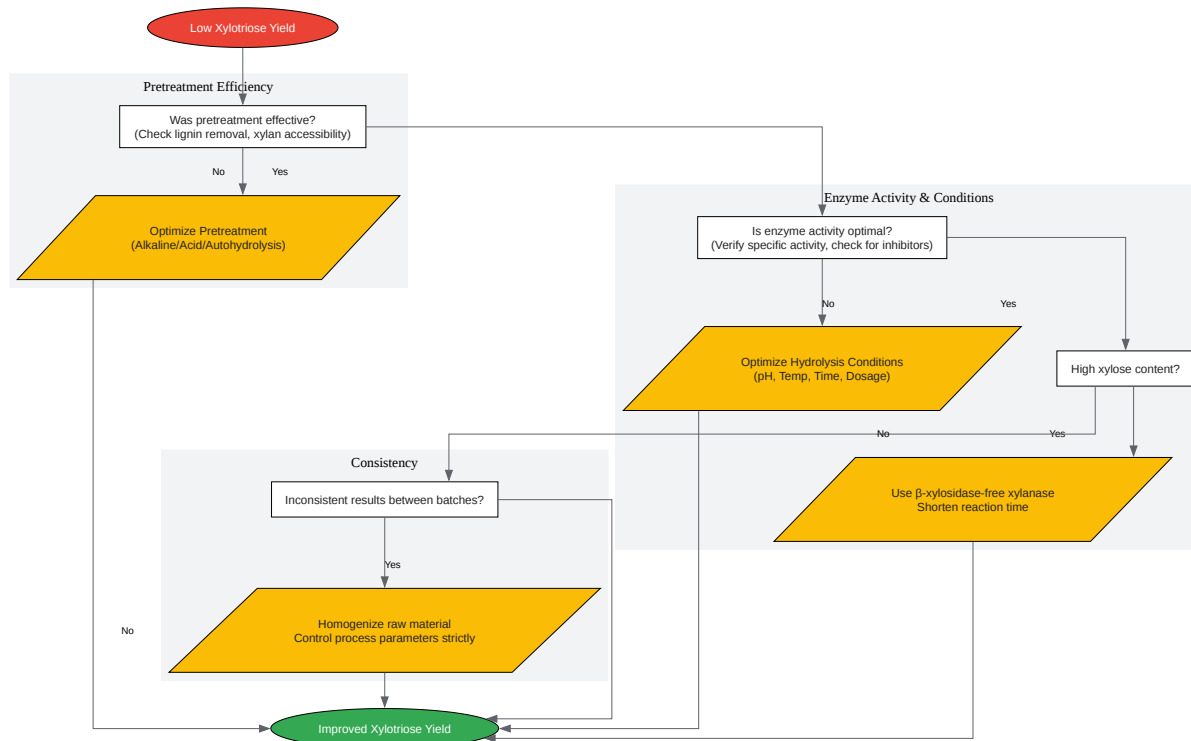 Low Xylotriose Yield
Pretreatment Efficiency
Was pretreatment effective?
(Check lignin removal, xylan accessibility)
No
Yes
Optimize Pretreatment
(Alkaline/Acid/Autohydrolysis)
Enzyme Activity & Conditions
Is enzyme activity optimal?
(Verify specific activity, check for inhibitors)
No
Yes
Optimize Hydrolysis Conditions
(pH, Temp, Time, Dosage)
High xylose content?
No
Yes
Use β-xylosidase-free xylanase
Shorten reaction time
Consistency
Inconsistent results between batches?
Yes
Homogenize raw material
Control process parameters strictly
No
Improved Xylotriose Yield